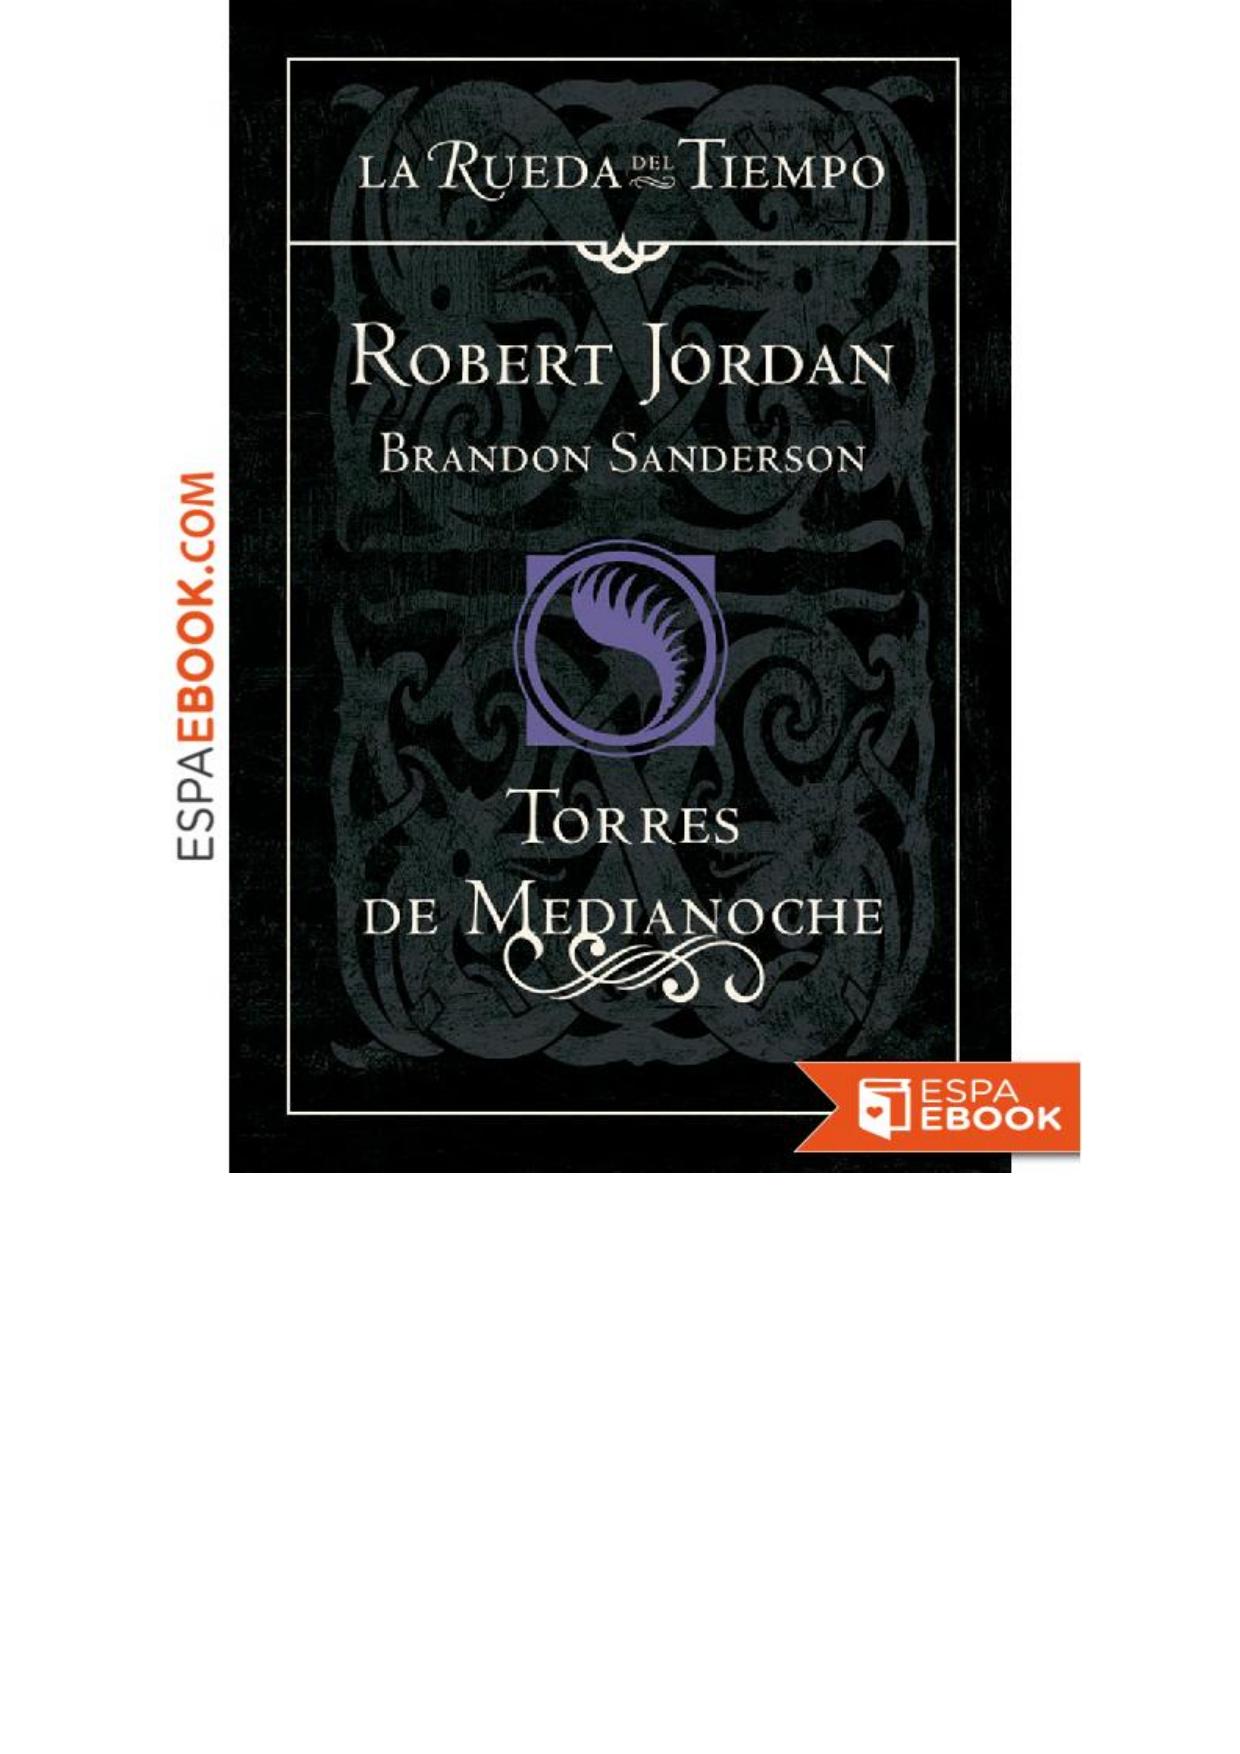 LA RUEDA DEL TIEMPO
ROBERT JORDAN
BRANDON SANDERSON
TORRES
DE MEDIANOCHE
ESPAEBOOK.COM
ESPA
EBOOK